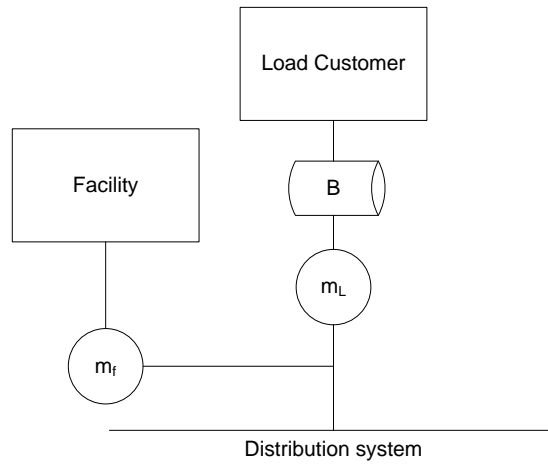 Load Customer
Facility
B
mL
mf
Distribution system